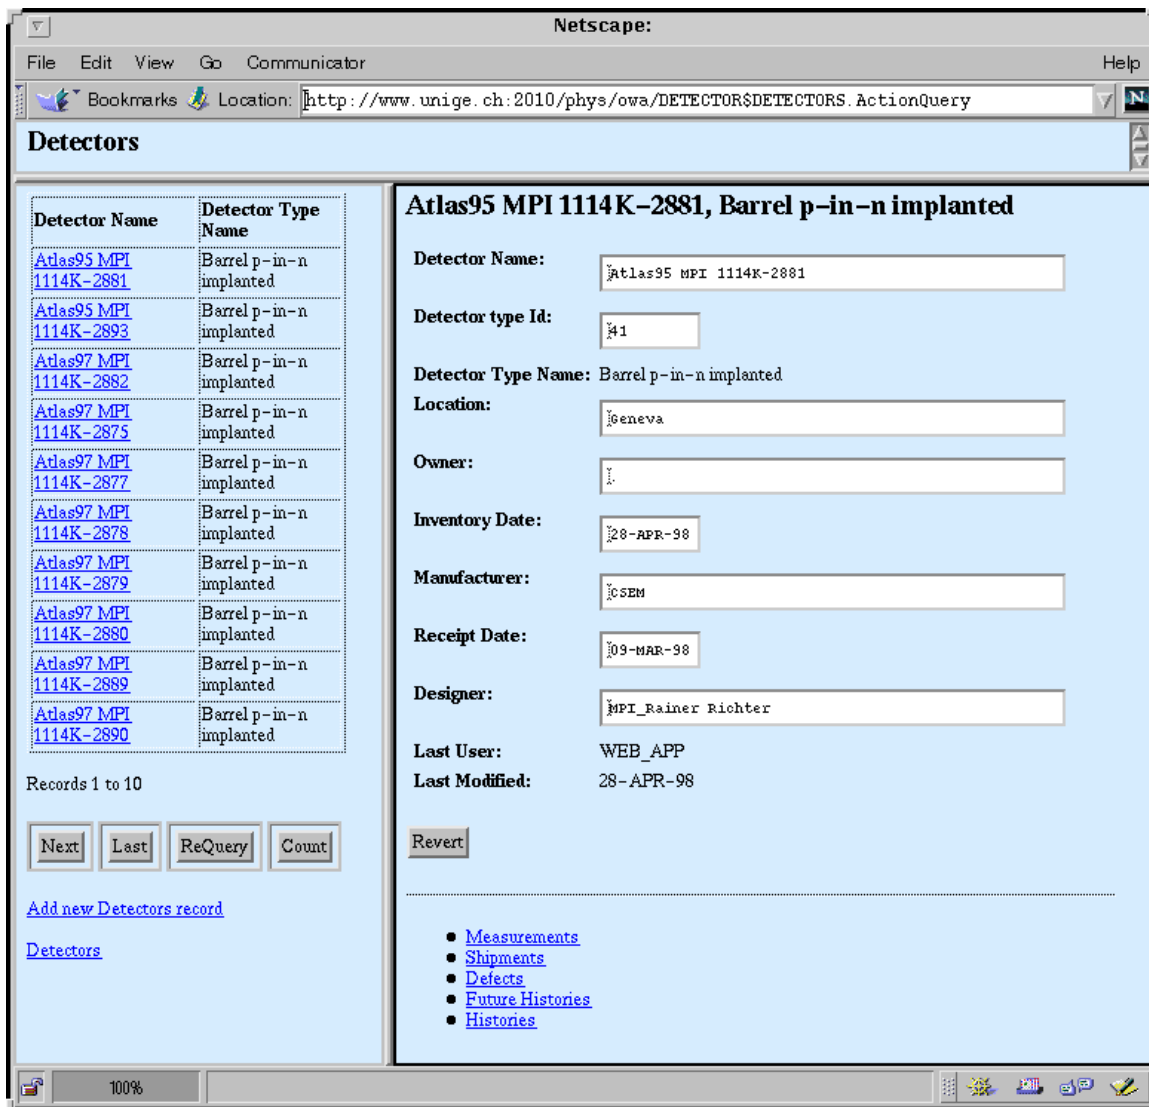 Netscape:
File Edit View Go Communicator Help
Bookmarks Location: http://www.unige.ch:2010/phys/owa/DETECTOR$DETECTORS.ActionQuery N
Detectors
Detector Name Detector Type
Name
Atlas95 MPI Barrel p-in-n
1114K-2881 implanted
Atlas95 MPI Barrel p-in-n
1114K-2893 implanted
Atlas97 MPI Barrel p-in-n
1114K-2882 implanted
Atlas97 MPI Barrel p-in-n
1114K-2875 implanted
Atlas97 MPI Barrel p-in-n
1114K-2877 implanted
Atlas97 MPI Barrel p-in-n
1114K-2878 implanted
Atlas97 MPI Barrel p-in-n
1114K-2879 implanted
Atlas97 MPI Barrel p-in-n
1114K-2880 implanted
Atlas97 MPI Barrel p-in-n
1114K-2889 implanted
Atlas97 MPI Barrel p-in-n
1114K-2890 implanted
Records 1 to 10
Next Last ReQuery Count
Add new Detectors record
Detectors
Atlas95 MPI 1114K-2881, Barrel p-in-n implanted
Detector Name: Atlas95 MPI 1114K-2881
Detector type Id: 41
Detector Type Name: Barrel p-in-n implanted
Location: Geneva
Owner: .
Inventory Date: 28-APR-98
Manufacturer: CSEM
Receipt Date: 09-MAR-98
Designer: MPI_Rainer Richter
Last User: WEB_APP
Last Modified: 28-APR-98
Revert
Measurements
Shipments
Defects
Future Histories
Histories
100%